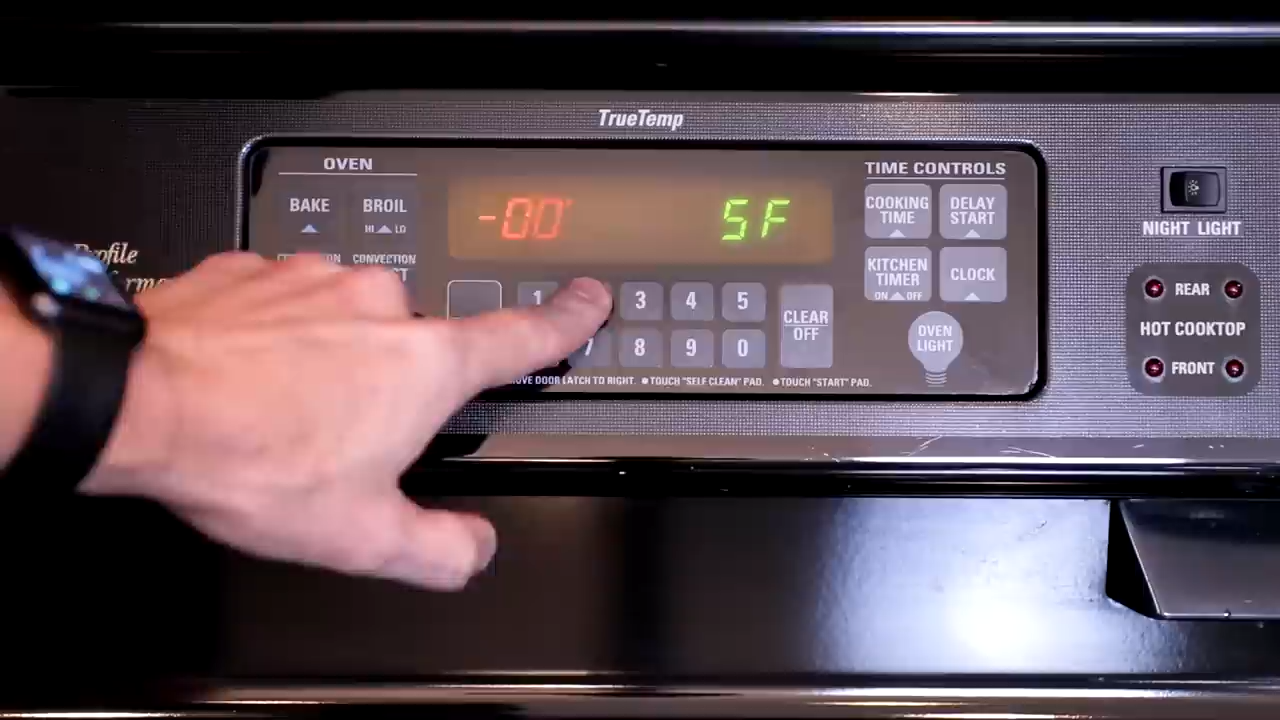 TrueTemp
OVEN
BAKE
BROIL
HI LO
CONVECTION
-00°
SF
1 3 4 5
7 8 9 0
CLEAR
OFF
MOVE DOOR LATCH TO RIGHT. ●TOUCH "SELF CLEAN" PAD. ●TOUCH "START" PAD.
TIME CONTROLS
COOKING
TIME
DELAY
START
KITCHEN
TIMER
ON OFF
CLOCK
OVEN
LIGHT
NIGHT LIGHT
REAR
HOT COOKTOP
FRONT
Profile